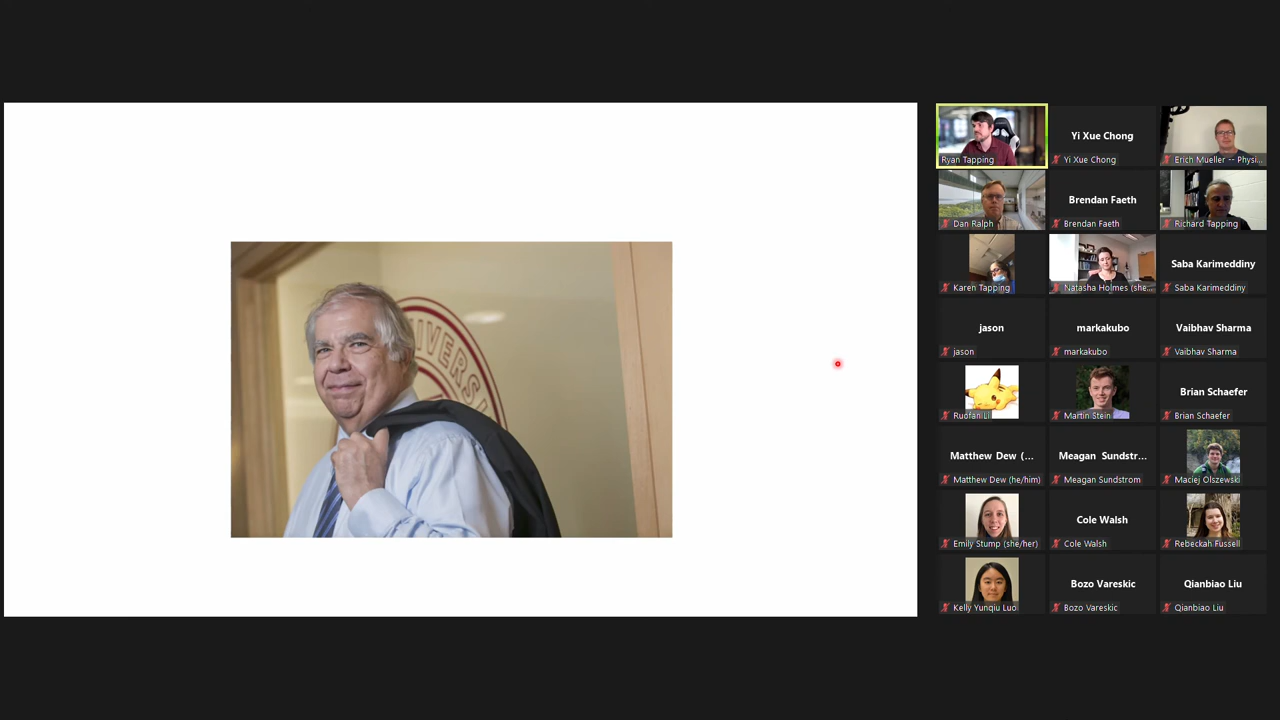 IVERSI
Ryan Tapping
Yi Xue Chong
Yi Xue Chong
Erich Mueller -- Physi...
Dan Ralph
Brendan Faeth
Brendan Faeth
Richard Tapping
Karen Tapping
Natasha Holmes (she...
Saba Karimeddiny
Saba Karimeddiny
jason
jason
markakubo
markakubo
Vaibhav Sharma
Vaibhav Sharma
Ruofan Li
Martin Stein
Brian Schaefer
Brian Schaefer
Matthew Dew (...
Matthew Dew (he/him)
Meagan Sundstr...
Meagan Sundstrom
Maciej Olszewski
Emily Stump (she/her)
Cole Walsh
Cole Walsh
Rebeckah Fussell
Kelly Yunqiu Luo
Bozo Vareskic
Bozo Vareskic
Qianbiao Liu
Qianbiao Liu